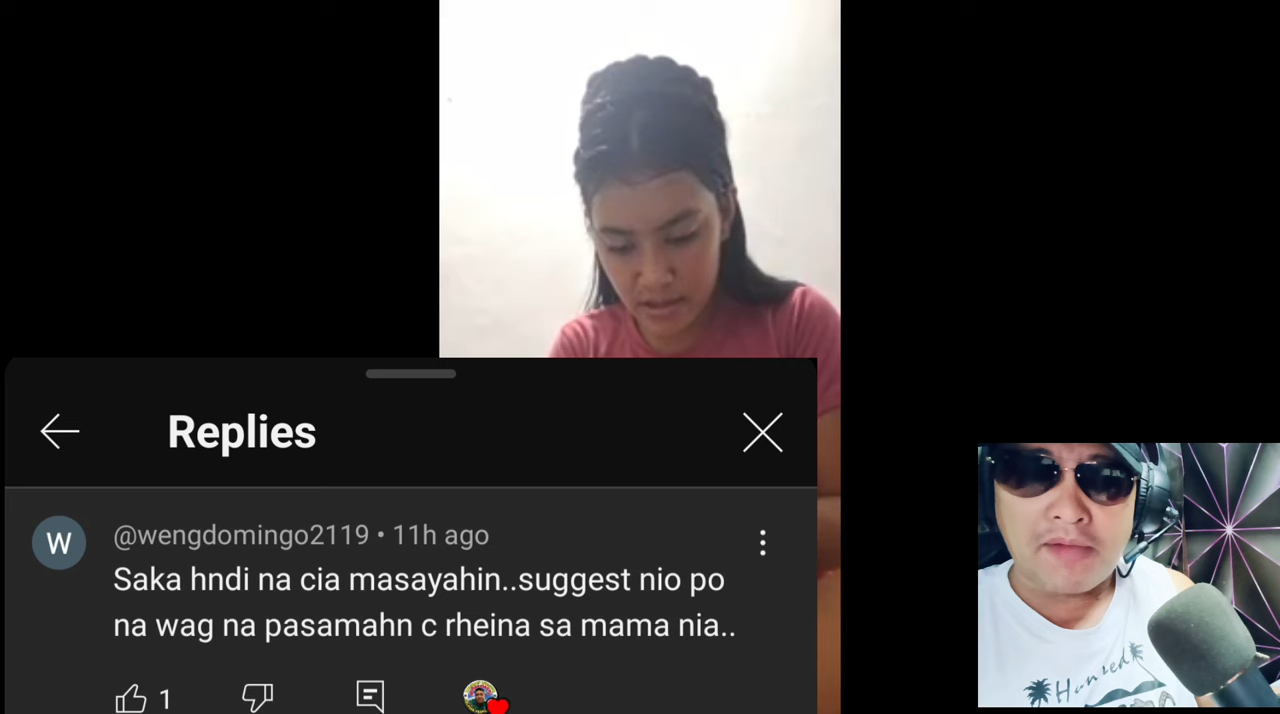 Replies
W
@wengdomingo2119 • 11h ago
Saka hndi na cia masayahin..suggest nio po
na wag na pasamahn c rheina sa mama nia..
1
Hunted